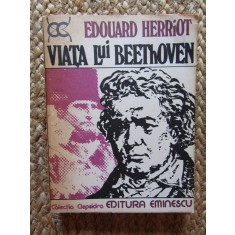 EDOUARD HERRIOT
VIAȚA lui BEETHOVEN
Colecția Clepsidra EDITURA EMINESCU